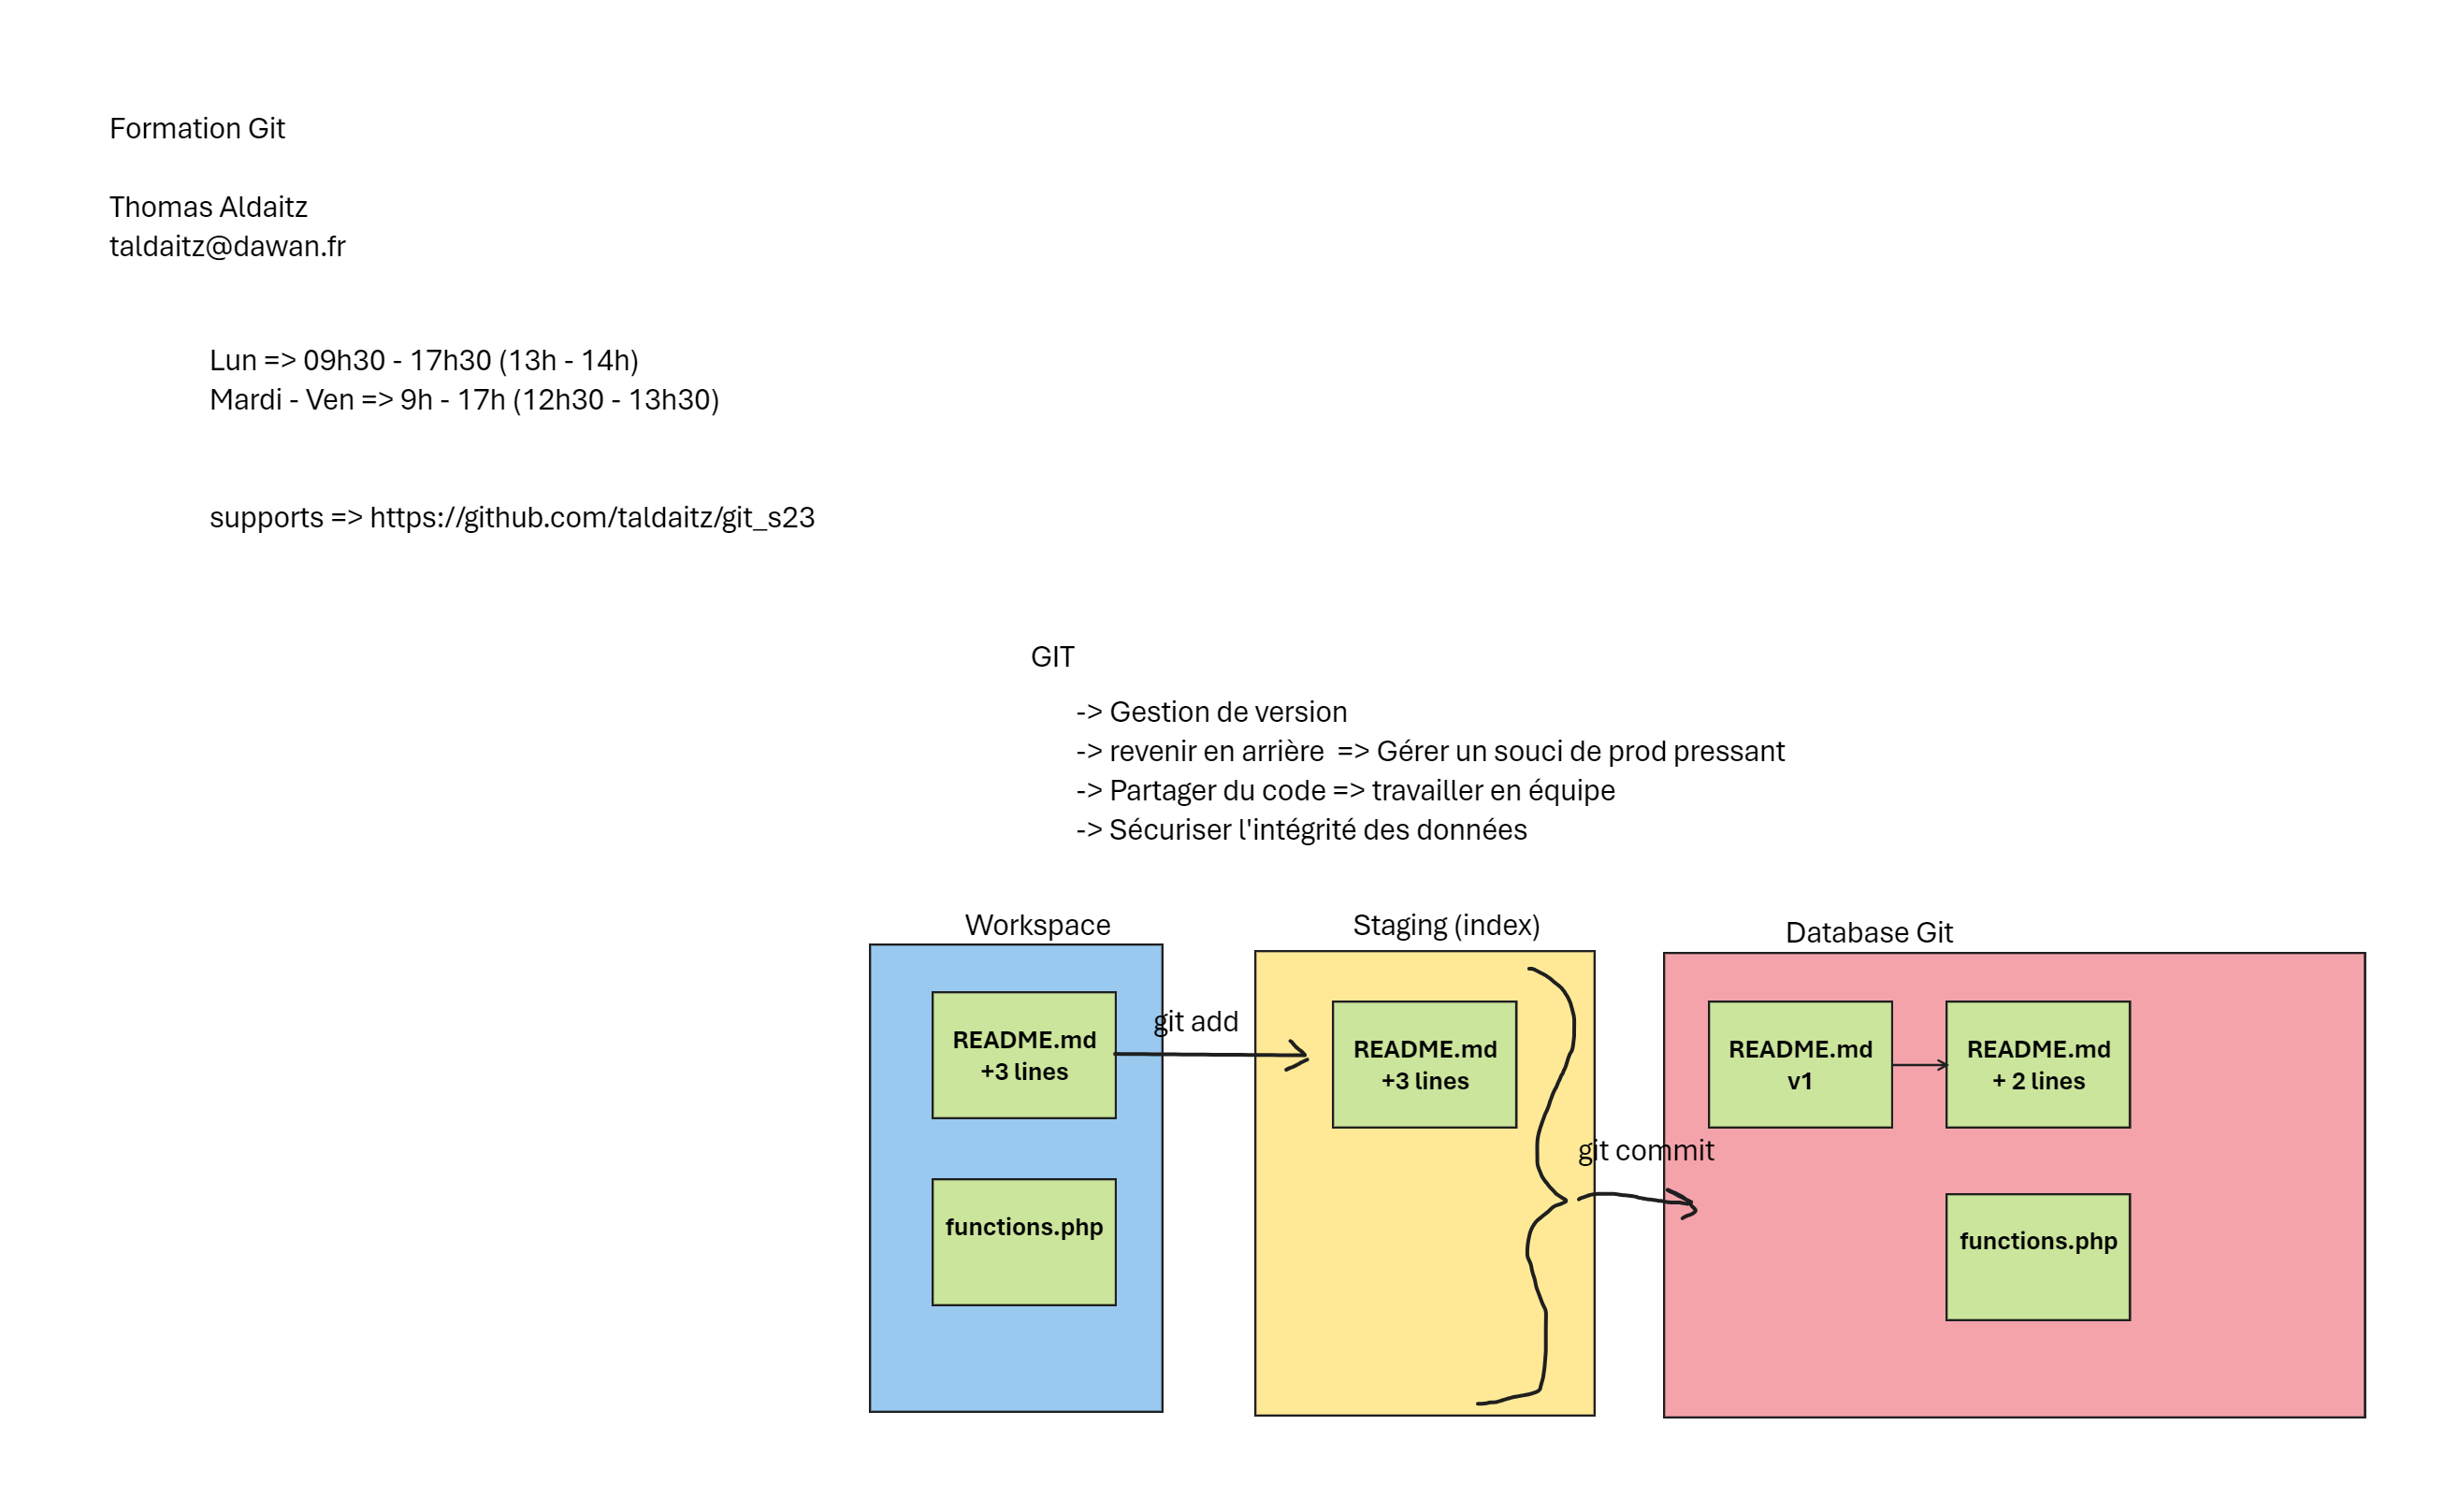 Formation Git
Thomas Aldaitz
taldaitz@dawan.fr
Lun => 09h30 - 17h30 (13h - 14h)
Mardi - Ven => 9h - 17h (12h30 - 13h30)
supports => https://github.com/taldaitz/git_s23
GIT
-> Gestion de version
-> revenir en arrière  => Gérer un souci de prod pressant
-> Partager du code => travailler en équipe
-> Sécuriser l'intégrité des données
Workspace
README.md
+3 lines
functions.php
git add
Staging (index)
README.md
+3 lines
git commit
Database Git
README.md
v1
README.md
+ 2 lines
functions.php